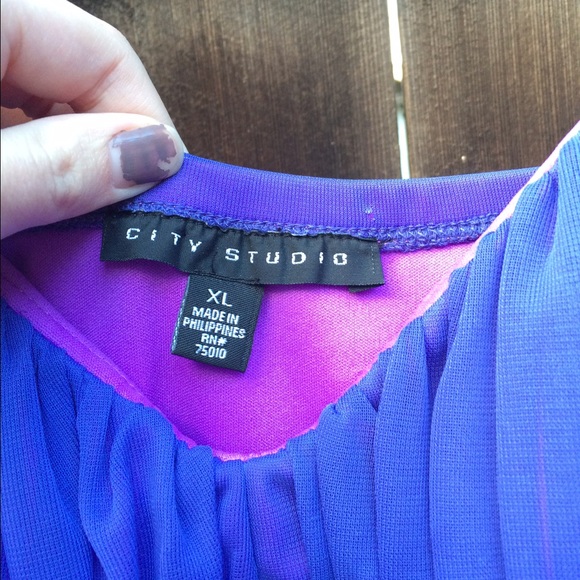 CITY STUDIO
XL
MADE IN
PHILIPPINES
RN#
75010